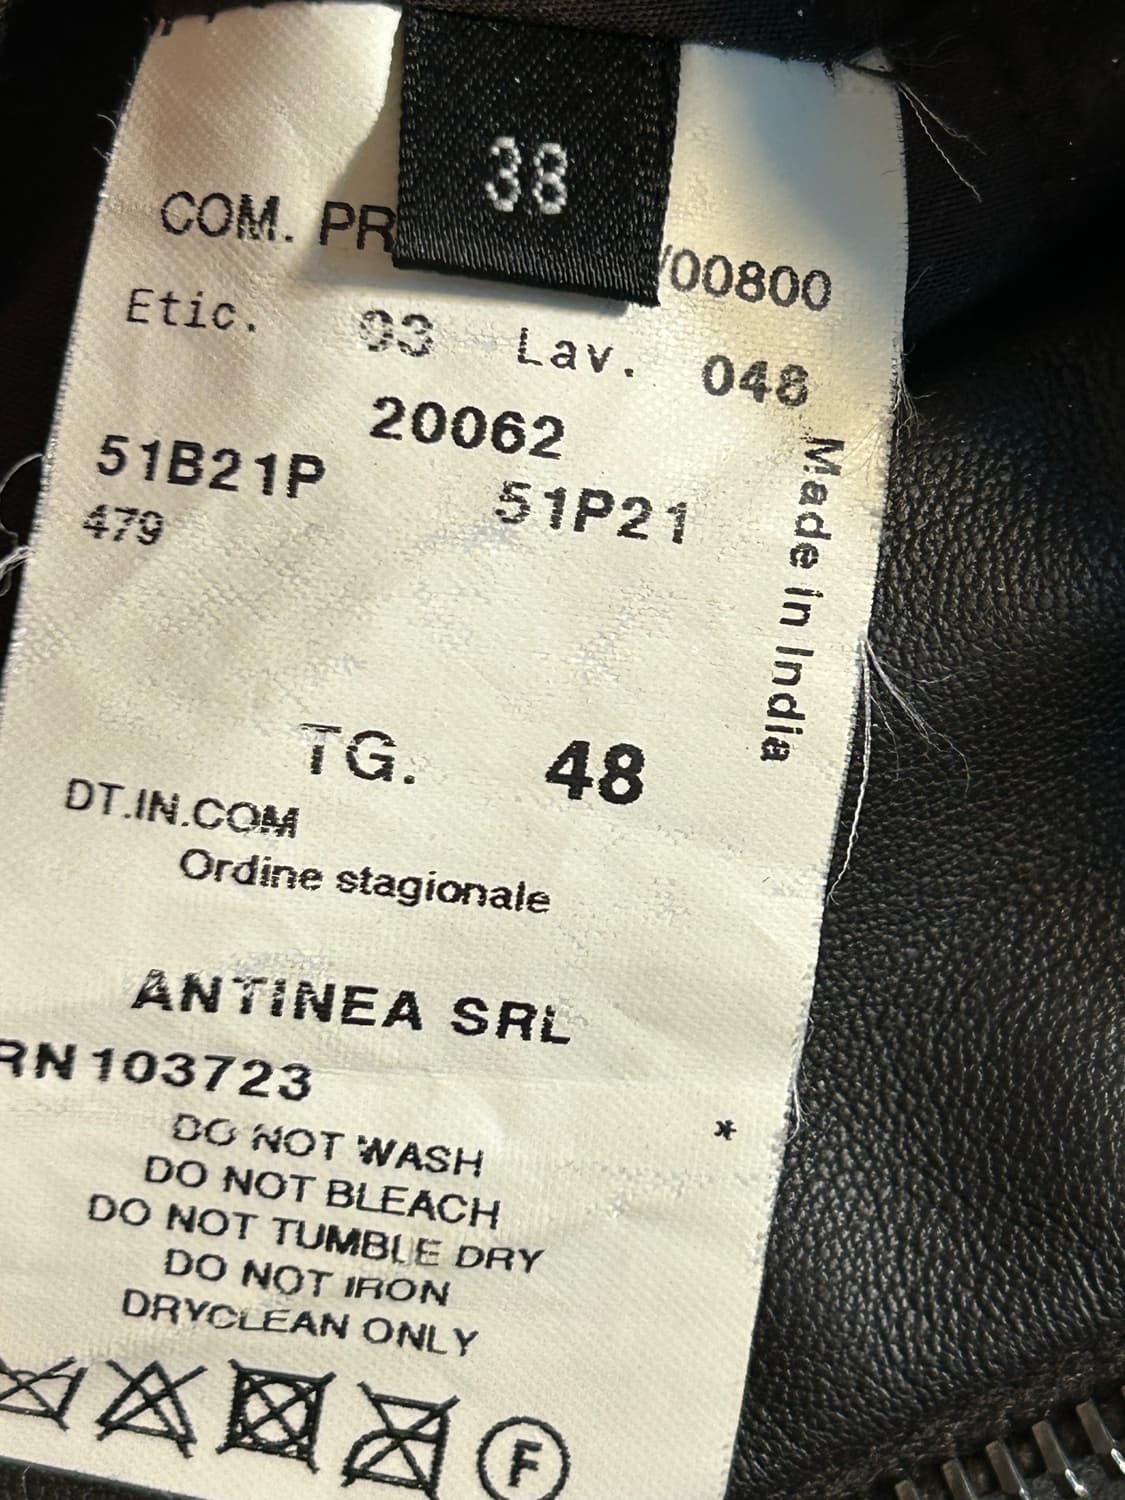 38
COM. PR /00800
Etic. 93 Lav. 048
20062
51B21P 51P21
479
Made in India
TG. 48
DT.IN.COM
Ordine stagionale
ANTINEA SRL
RN103723
*
DO NOT WASH
DO NOT BLEACH
DO NOT TUMBLE DRY
DO NOT IRON
DRYCLEAN ONLY
F